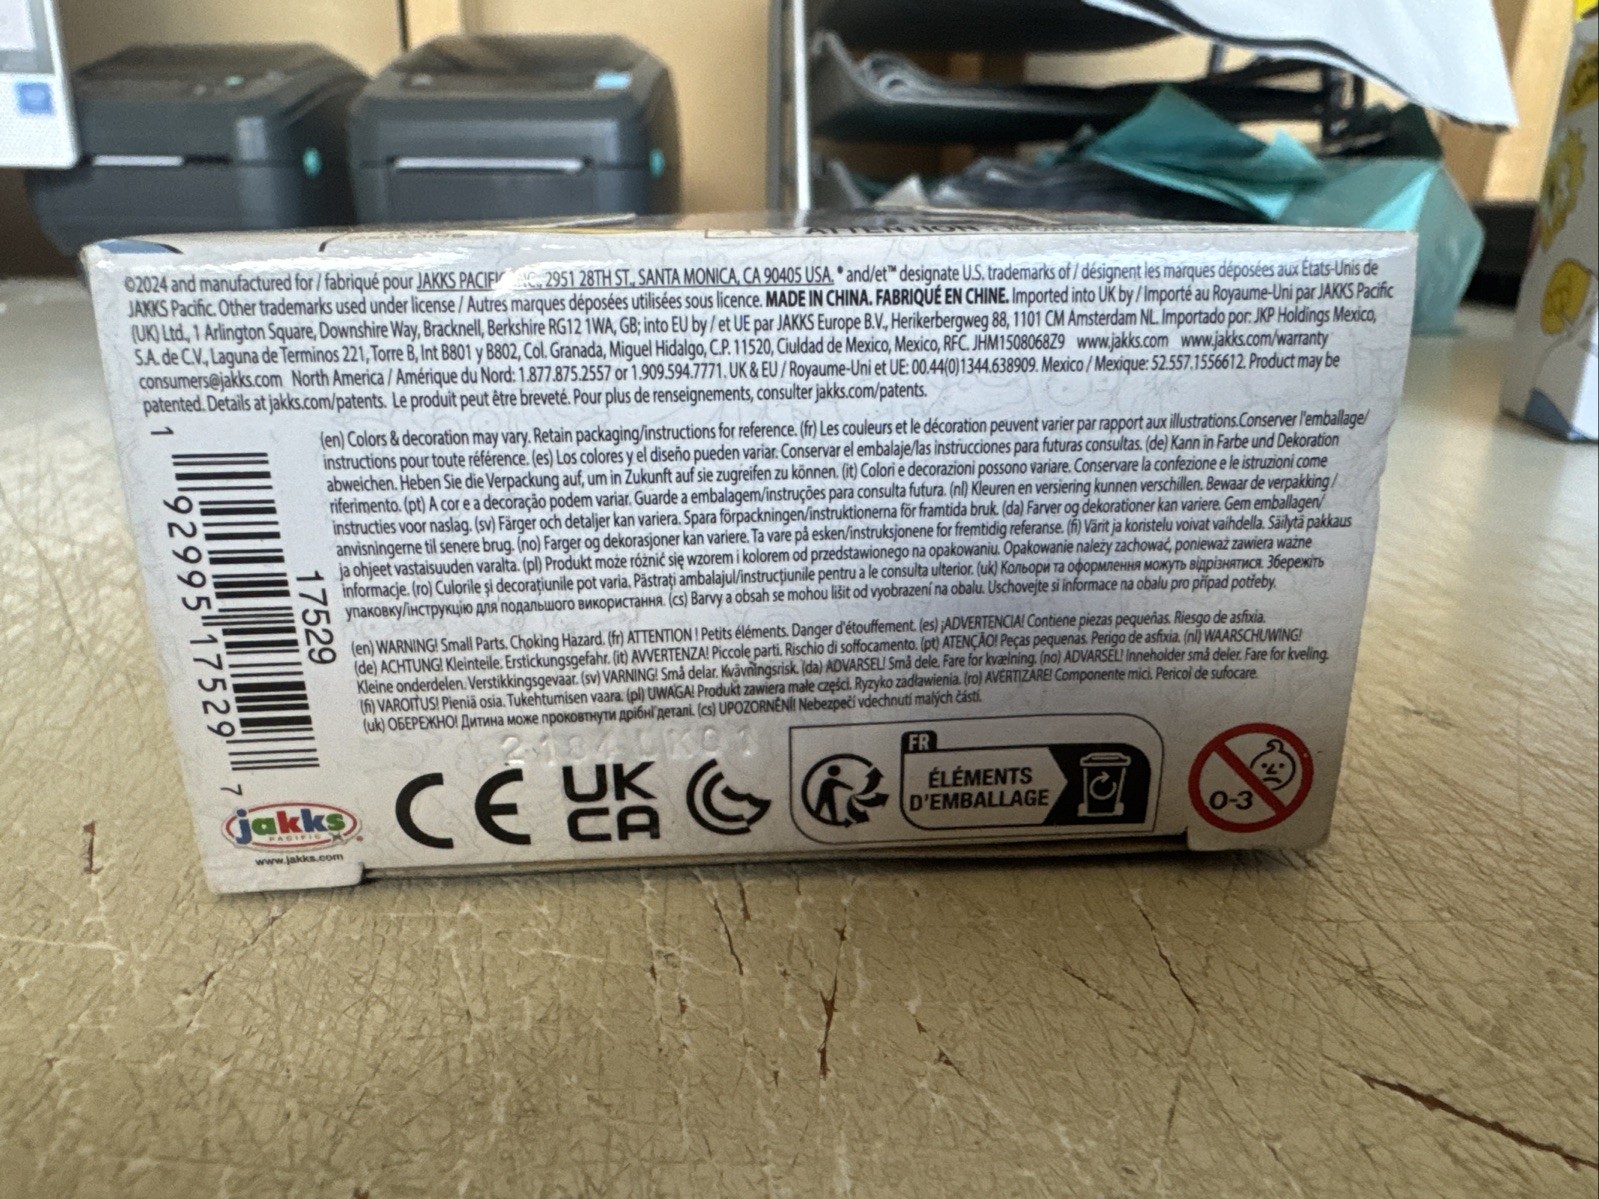 ATTENTION
©2024 and manufactured for / fabriqué pour JAKKS PACIFIC INC., 2951 28TH ST., SANTA MONICA, CA 90405 USA. ® and/et™ designate U.S. trademarks of / désignent les marques déposées aux États-Unis de
JAKKS Pacific. Other trademarks used under license / Autres marques déposées utilisées sous licence. MADE IN CHINA. FABRIQUÉ EN CHINE. Imported into UK by / Importé au Royaume-Uni par JAKKS Pacific
(UK) Ltd., 1 Arlington Square, Downshire Way, Bracknell, Berkshire RG12 1WA, GB; into EU by / et UE par JAKKS Europe B.V., Herikerbergweg 88, 1101 CM Amsterdam NL. Importado por: JKP Holdings Mexico,
S.A. de C.V., Laguna de Terminos 221, Torre B, Int B801 y B802, Col. Granada, Miguel Hidalgo, C.P. 11520, Ciuldad de Mexico, Mexico, RFC. JHM1508068Z9 www.jakks.com www.jakks.com/warranty
consumers@jakks.com North America / Amérique du Nord: 1.877.875.2557 or 1.909.594.7771. UK & EU / Royaume-Uni et UE: 00.44(0)1344.638909. Mexico / Mexique: 52.557.1556612. Product may be
patented. Details at jakks.com/patents. Le produit peut être breveté. Pour plus de renseignements, consulter jakks.com/patents.
(en) Colors & decoration may vary. Retain packaging/instructions for reference. (fr) Les couleurs et le décoration peuvent varier par rapport aux illustrations.Conserver l'emballage/
instructions pour toute référence. (es) Los colores y el diseño pueden variar. Conservar el embalaje/las instrucciones para futuras consultas. (de) Kann in Farbe und Dekoration
abweichen. Heben Sie die Verpackung auf, um in Zukunft auf sie zugreifen zu können. (it) Colori e decorazioni possono variare. Conservare la confezione e le istruzioni come
riferimento. (pt) A cor e a decoração podem variar. Guarde a embalagem/instruções para consulta futura. (nl) Kleuren en versiering kunnen verschillen. Bewaar de verpakking/
instructies voor naslag. (sv) Färger och detaljer kan variera. Spara förpackningen/instruktionerna för framtida bruk. (da) Farver og dekorationer kan variere. Gem emballagen/
anvisningerne til senere brug. (no) Farger og dekorasjoner kan variere. Ta vare på esken/instruksjonene for fremtidig referanse. (fi) Värit ja koristelu voivat vaihdella. Säilytä pakkaus
ja ohjeet vastaisuuden varalta. (pl) Produkt może różnić się wzorem i kolorem od przedstawionego na opakowaniu. Opakowanie należy zachować, ponieważ zawiera ważne
informacje. (ro) Culorile și decorațiunile pot varia. Păstrați ambalajul/instrucțiunile pentru a le consulta ulterior. (uk) Кольори та оформлення можуть відрізнятися. Збережіть
упаковку/інструкцію для подальшого використання. (cs) Barvy a obsah se mohou lišit od vyobrazení na obalu. Uschovejte si informace na obalu pro případ potřeby.
(en) WARNING! Small Parts. Choking Hazard. (fr) ATTENTION ! Petits éléments. Danger d'étouffement. (es) ¡ADVERTENCIA! Contiene piezas pequeñas. Riesgo de asfixia.
(de) ACHTUNG! Kleinteile. Erstickungsgefahr. (it) AVVERTENZA! Piccole parti. Rischio di soffocamento. (pt) ATENÇÃO! Peças pequenas. Perigo de asfixia. (nl) WAARSCHUWING!
Kleine onderdelen. Verstikkingsgevaar. (sv) VARNING! Små delar. Kvävningsrisk. (da) ADVARSEL! Små dele. Fare for kvælning. (no) ADVARSEL! Inneholder små deler. Fare for kveling.
(fi) VAROITUS! Pieniä osia. Tukehtumisen vaara. (pl) UWAGA! Produkt zawiera małe części. Ryzyko zadławienia. (ro) AVERTIZARE! Componente mici. Pericol de sufocare.
(uk) ОБЕРЕЖНО! Дитина може проковтнути дрібні деталі. (cs) UPOZORNĚNÍ! Nebezpečí vdechnutí malých částí.
1 92995 17529 7
17529
2184UK01
jakks
PACIFIC
www.jakks.com
CE
UK
CA
FR
ÉLÉMENTS
D'EMBALLAGE
0-3